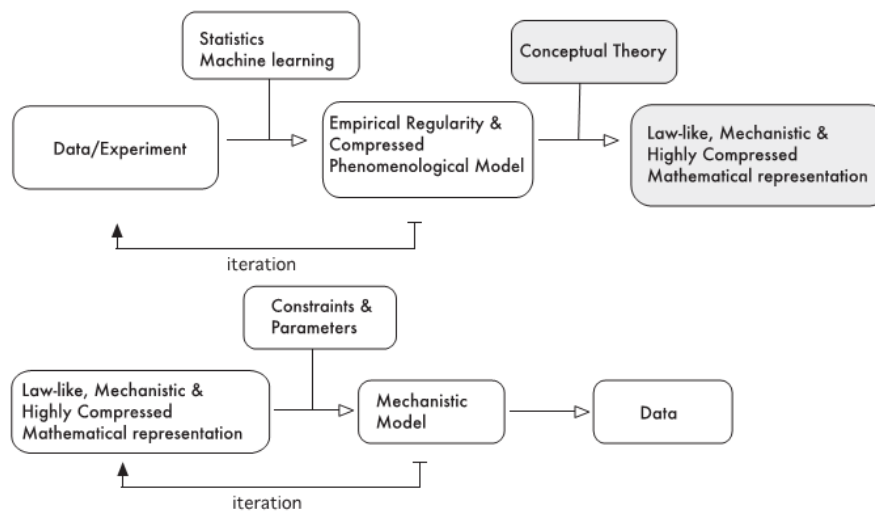 Statistics
Machine learning
Conceptual Theory
Data/Experiment
Empirical Regularity &
Compressed
Phenomenological Model
Law-like, Mechanistic &
Highly Compressed
Mathematical representation
iteration
Constraints &
Parameters
Law-like, Mechanistic &
Highly Compressed
Mathematical representation
Mechanistic
Model
Data
iteration